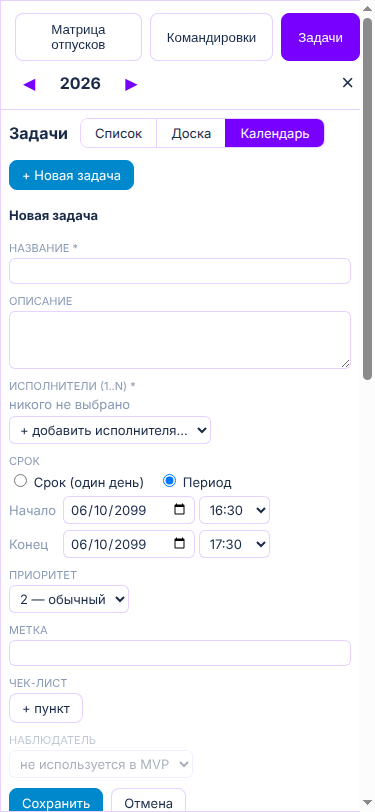 Матрица
отпусков
Командировки
Задачи
◀ 2026 ▶ ×
Задачи
Список
Доска
Календарь
+ Новая задача
Новая задача
НАЗВАНИЕ *
ОПИСАНИЕ
ИСПОЛНИТЕЛИ (1..N) *
никого не выбрано
+ добавить исполнителя...
СРОК
Срок (один день)
Период
Начало 06/10/2099 16:30
Конец 06/10/2099 17:30
ПРИОРИТЕТ
2 — обычный
МЕТКА
ЧЕК-ЛИСТ
+ пункт
НАБЛЮДАТЕЛЬ
не используется в MVP
Сохранить
Отмена